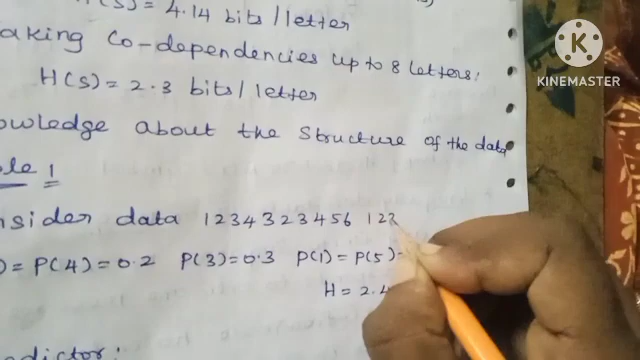 H(S) = 4.14 bits/letter
aking Co-dependencies up to 8 letters:
H(S) = 2.3 bits/letter
owledge about the Structure of the data
ple 1
nsider data 1234323456 123
) = P(4) = 0.2 P(3) = 0.3 P(1) = P(5)
H = 2.4
dictor:
K
KINEMASTER